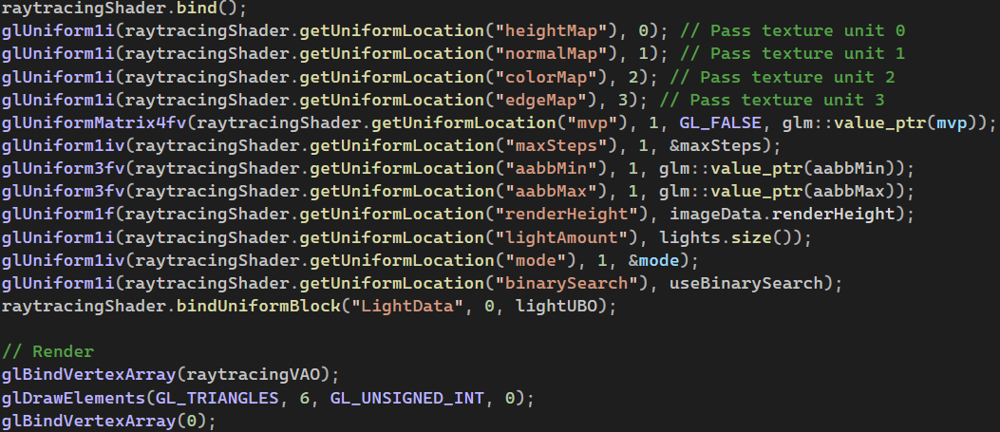 raytracingShader.bind();
glUniform1i(raytracingShader.getUniformLocation("heightMap"), 0); // Pass texture unit 0
glUniform1i(raytracingShader.getUniformLocation("normalMap"), 1); // Pass texture unit 1
glUniform1i(raytracingShader.getUniformLocation("colorMap"), 2); // Pass texture unit 2
glUniform1i(raytracingShader.getUniformLocation("edgeMap"), 3); // Pass texture unit 3
glUniformMatrix4fv(raytracingShader.getUniformLocation("mvp"), 1, GL_FALSE, glm::value_ptr(mvp));
glUniform1iv(raytracingShader.getUniformLocation("maxSteps"), 1, &maxSteps);
glUniform3fv(raytracingShader.getUniformLocation("aabbMin"), 1, glm::value_ptr(aabbMin));
glUniform3fv(raytracingShader.getUniformLocation("aabbMax"), 1, glm::value_ptr(aabbMax));
glUniform1f(raytracingShader.getUniformLocation("renderHeight"), imageData.renderHeight);
glUniform1i(raytracingShader.getUniformLocation("lightAmount"), lights.size());
glUniform1iv(raytracingShader.getUniformLocation("mode"), 1, &mode);
glUniform1i(raytracingShader.getUniformLocation("binarySearch"), useBinarySearch);
raytracingShader.bindUniformBlock("LightData", 0, lightUBO);
// Render
glBindVertexArray(raytracingVAO);
glDrawElements(GL_TRIANGLES, 6, GL_UNSIGNED_INT, 0);
glBindVertexArray(0);